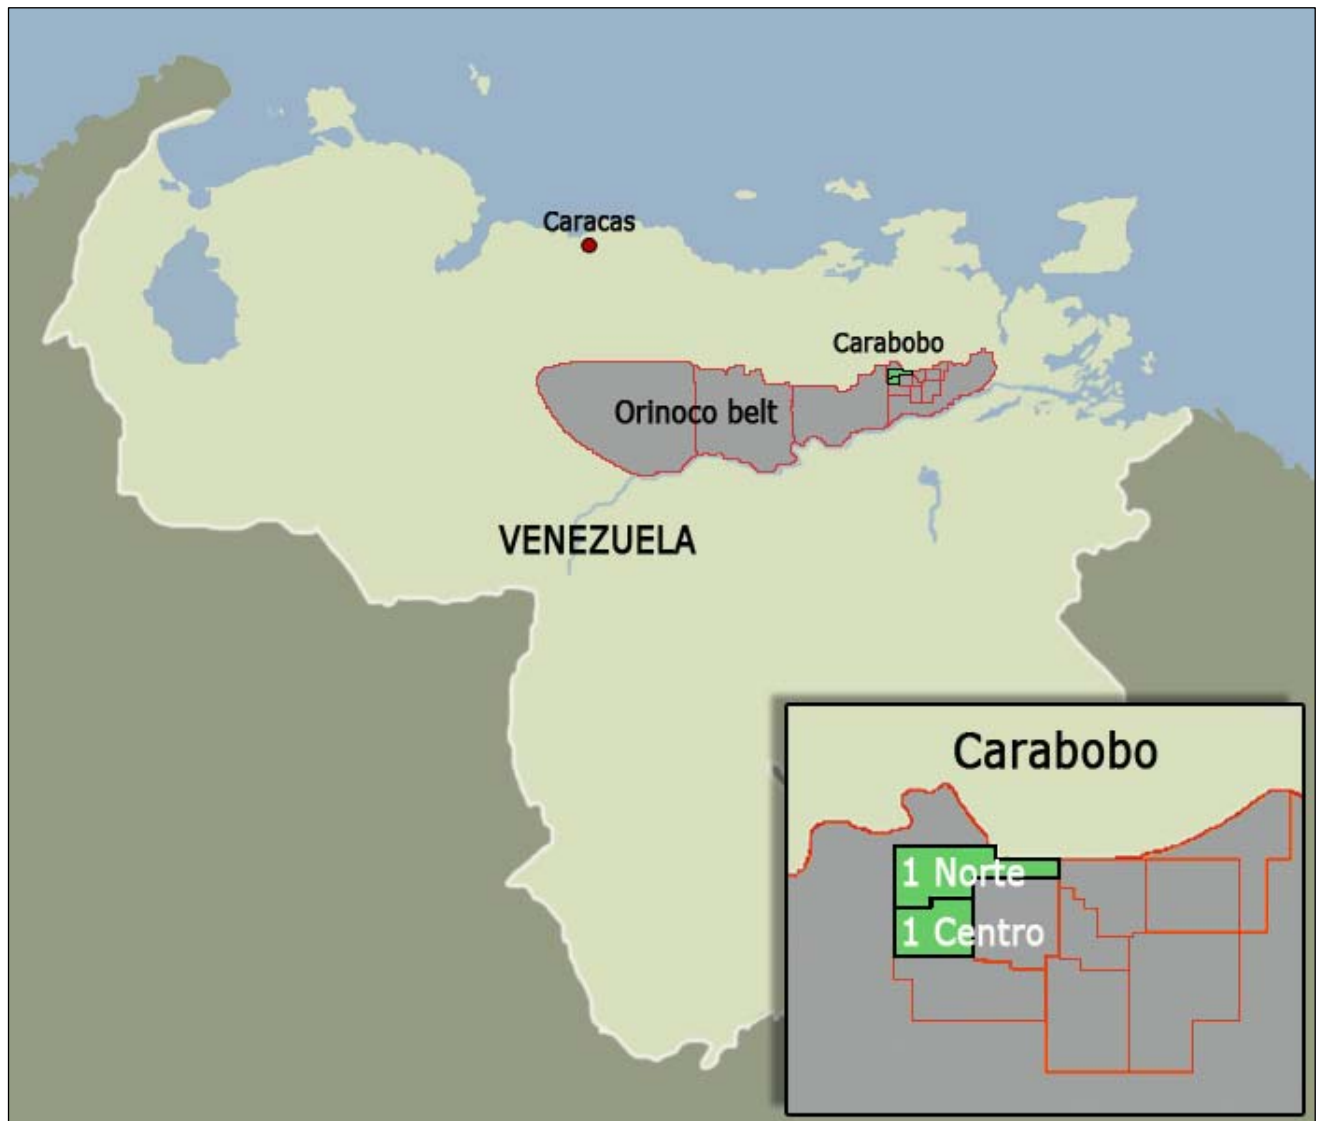 Caracas
Carabobo
Orinoco belt
VENEZUELA
Carabobo
1 Norte
1 Centro